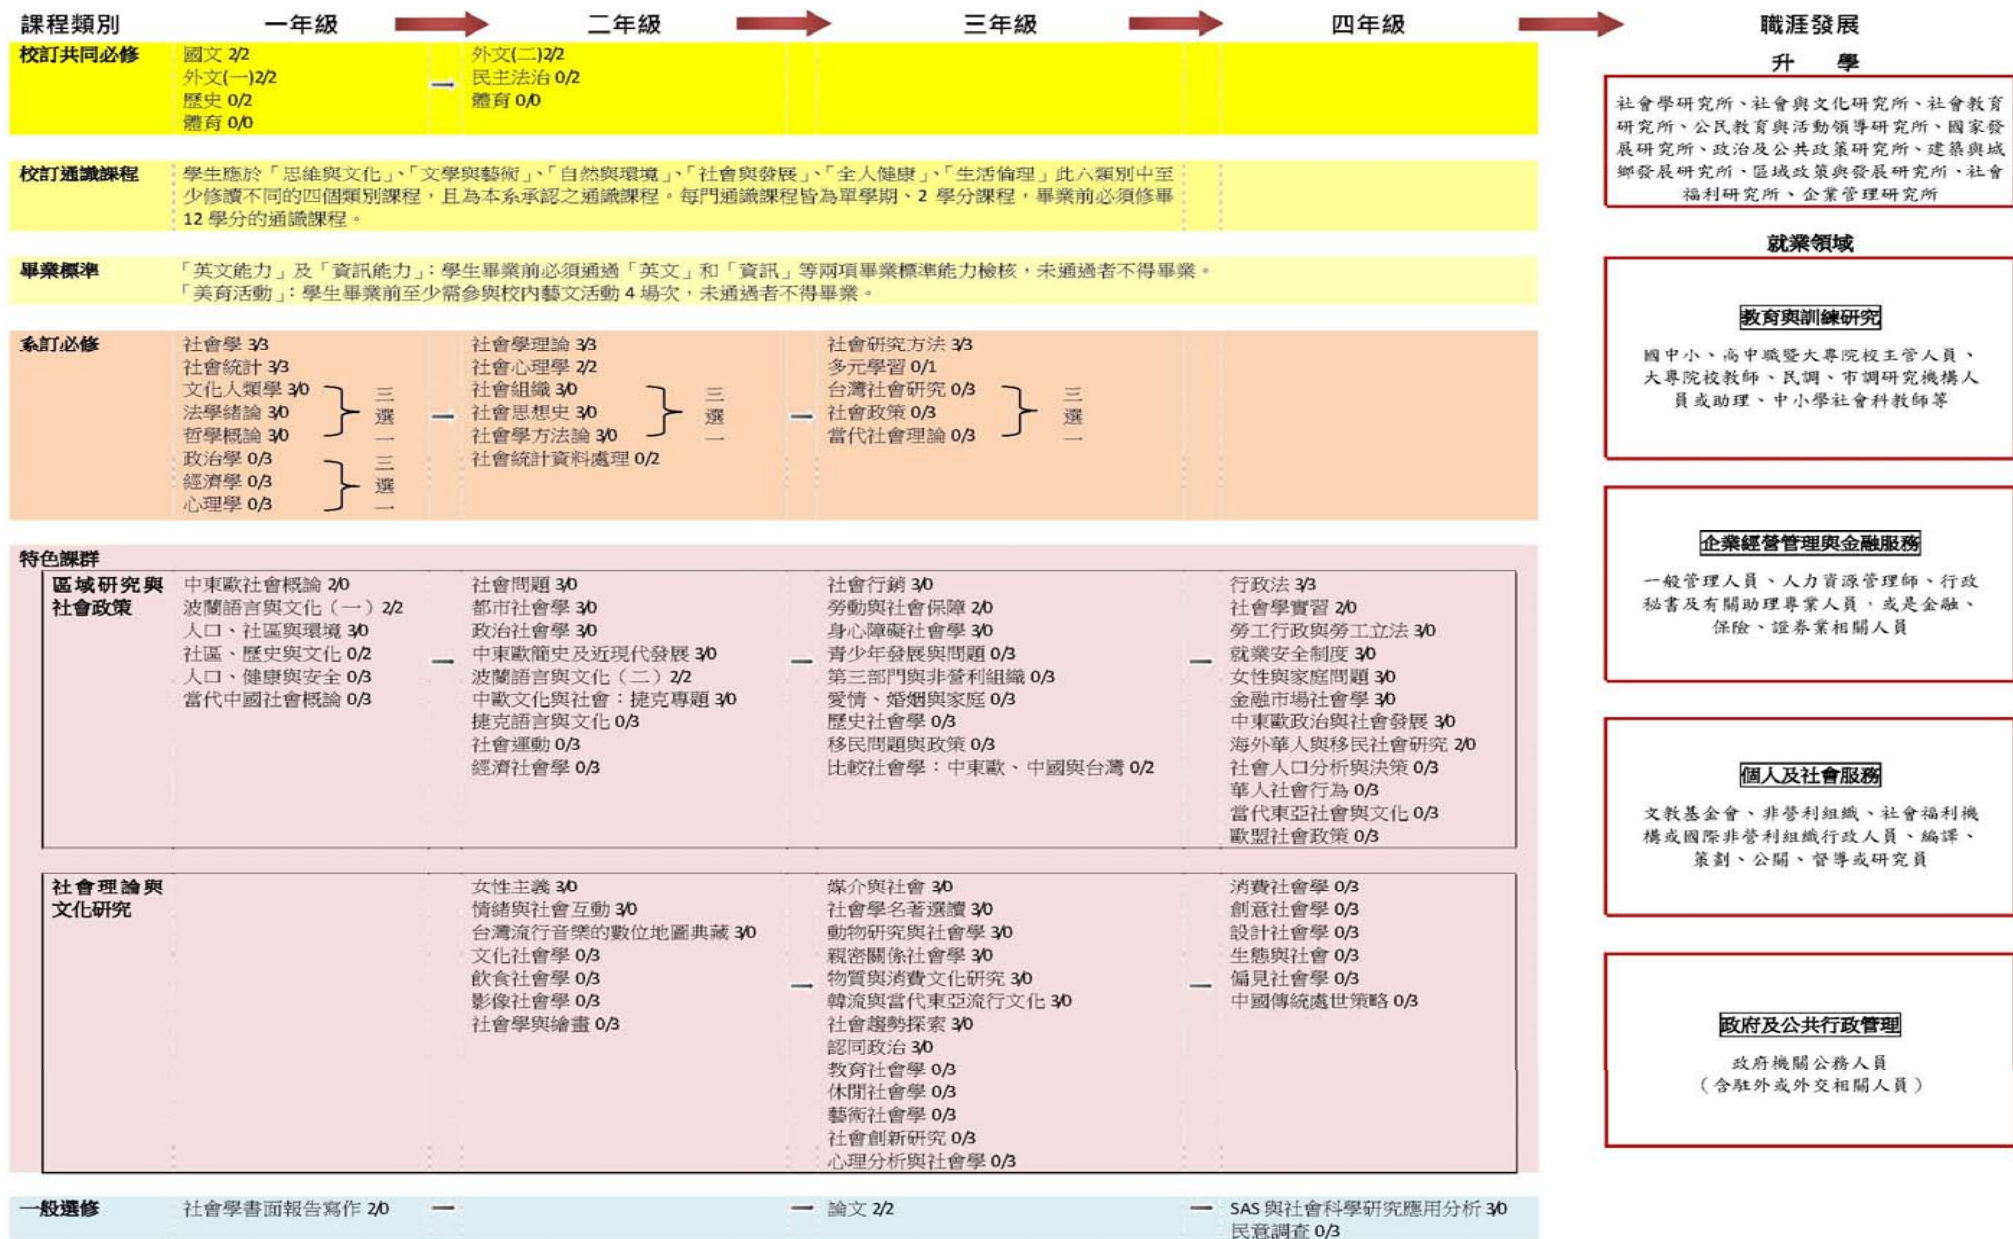 課程類別
一年級
二年級
三年級
四年級
職涯發展
校訂共同必修
國文 2/2
外文(一)2/2
歷史 0/2
體育 0/0
外文(二)2/2
民主法治 0/2
體育 0/0
校訂通識課程
學生應於「思維與文化」、「文學與藝術」、「自然與環境」、「社會與發展」、「全人健康」、「生活倫理」此六類別中至
少修讀不同的四個類別課程，且為本系承認之通識課程。每門通識課程皆為單學期、2 學分課程，畢業前必須修畢
12 學分的通識課程。
畢業標準
「英文能力」及「資訊能力」：學生畢業前必須通過「英文」和「資訊」等兩項畢業標準能力檢核，未通過者不得畢業。
「美育活動」：學生畢業前至少需參與校內藝文活動 4 場次，未通過者不得畢業。
系訂必修
社會學 3/3
社會統計 3/3
文化人類學 3/0
法學緒論 3/0
哲學概論 3/0
三選一
政治學 0/3
經濟學 0/3
心理學 0/3
三選一
社會學理論 3/3
社會心理學 2/2
社會組織 3/0
社會思想史 3/0
社會學方法論 3/0
三選一
社會統計資料處理 0/2
社會研究方法 3/3
多元學習 0/1
台灣社會研究 0/3
社會政策 0/3
當代社會理論 0/3
三選一
特色課群
區域研究與
社會政策
中東歐社會概論 2/0
波蘭語言與文化（一）2/2
人口、社區與環境 3/0
社區、歷史與文化 0/2
人口、健康與安全 0/3
當代中國社會概論 0/3
社會問題 3/0
都市社會學 3/0
政治社會學 3/0
中東歐簡史及近現代發展 3/0
波蘭語言與文化（二）2/2
中歐文化與社會：捷克專題 3/0
捷克語言與文化 0/3
社會運動 0/3
經濟社會學 0/3
社會行銷 3/0
勞動與社會保障 2/0
身心障礙社會學 3/0
青少年發展與問題 0/3
第三部門與非營利組織 0/3
愛情、婚姻與家庭 0/3
歷史社會學 0/3
移民問題與政策 0/3
比較社會學：中東歐、中國與台灣 0/2
行政法 3/3
社會學實習 2/0
勞工行政與勞工立法 3/0
就業安全制度 3/0
女性與家庭問題 3/0
金融市場社會學 3/0
中東歐政治與社會發展 3/0
海外華人與移民社會研究 2/0
社會人口分析與決策 0/3
華人社會行為 0/3
當代東亞社會與文化 0/3
歐盟社會政策 0/3
社會理論與
文化研究
女性主義 3/0
情緒與社會互動 3/0
台灣流行音樂的數位地圖典藏 3/0
文化社會學 0/3
飲食社會學 0/3
影像社會學 0/3
社會學與繪畫 0/3
媒介與社會 3/0
社會學名著選讀 3/0
動物研究與社會學 3/0
親密關係社會學 3/0
物質與消費文化研究 3/0
韓流與當代東亞流行文化 3/0
社會趨勢探索 3/0
認同政治 3/0
教育社會學 0/3
休閒社會學 0/3
藝術社會學 0/3
社會創新研究 0/3
心理分析與社會學 0/3
消費社會學 0/3
創意社會學 0/3
設計社會學 0/3
生態與社會 0/3
偏見社會學 0/3
中國傳統處世策略 0/3
一般選修
社會學書面報告寫作 2/0
論文 2/2
SAS 與社會科學研究應用分析 3/0
民意調查 0/3
升 學
社會學研究所、社會與文化研究所、社會教育
研究所、公民教育與活動領導研究所、國家發
展研究所、政治及公共政策研究所、建築與城
鄉發展研究所、區域政策與發展研究所、社會
福利研究所、企業管理研究所
就業領域
教育與訓練研究
國中小、高中職暨大專院校主管人員、
大專院校教師、民調、市調研究機構人
員或助理、中小學社會科教師等
企業經營管理與金融服務
一般管理人員、人力資源管理師、行政
秘書及有關助理專業人員，或是金融、
保險、證券業相關人員
個人及社會服務
文教基金會、非營利組織、社會福利機
構或國際非營利組織行政人員、編譯、
策劃、公關、督導或研究員
政府及公共行政管理
政府機關公務人員
（含駐外或外交相關人員）